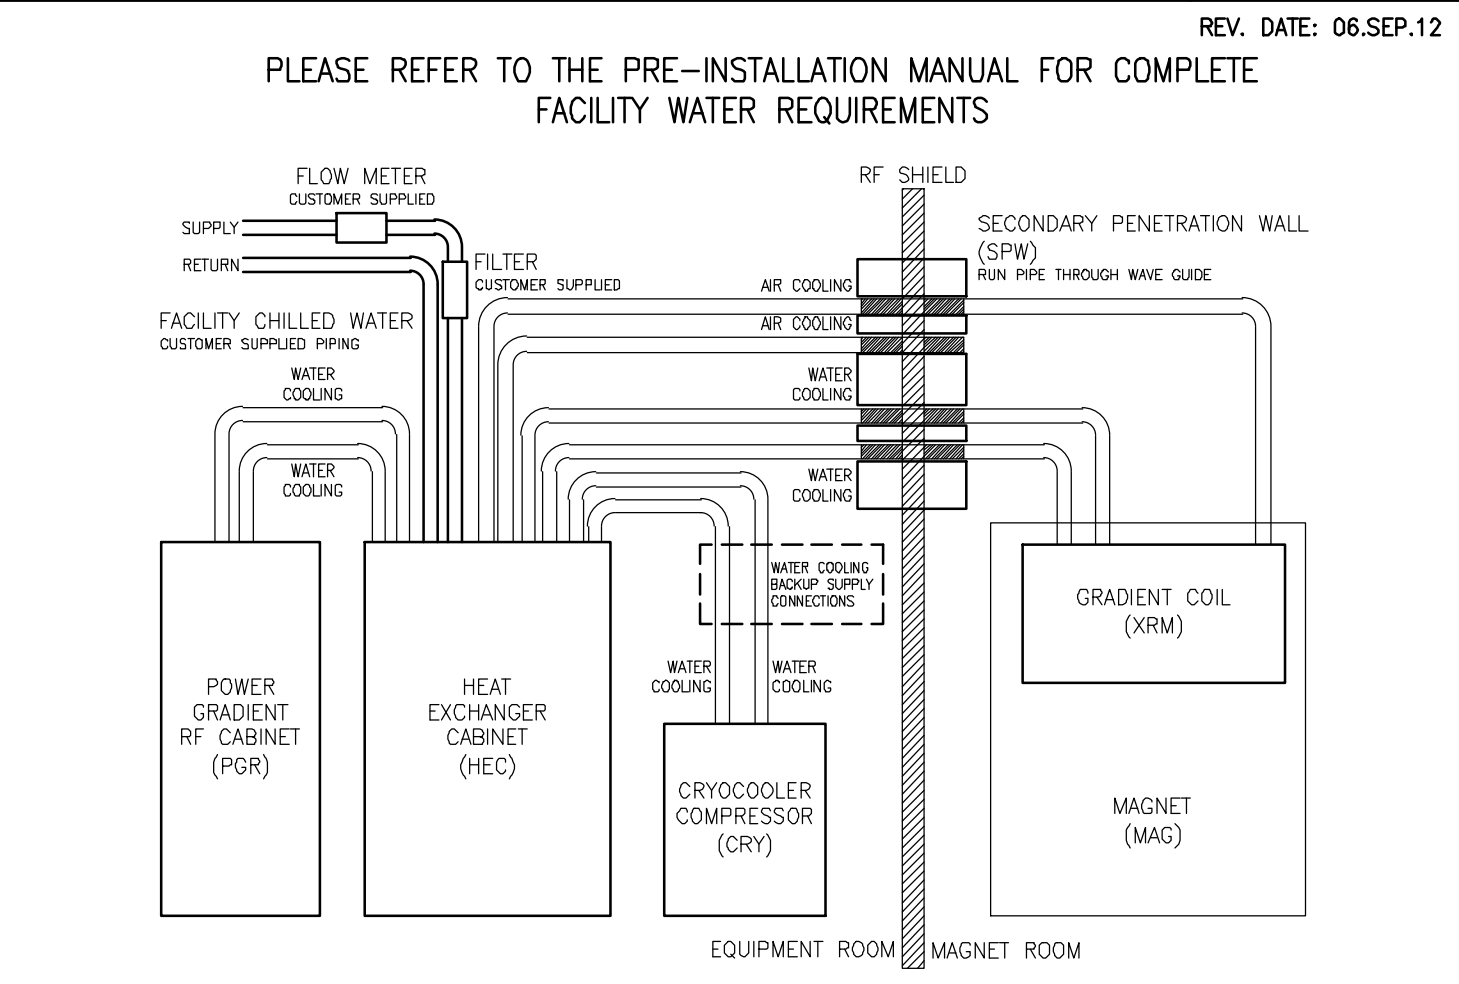 REV. DATE: 06.SEP.12
PLEASE REFER TO THE PRE-INSTALLATION MANUAL FOR COMPLETE
FACILITY WATER REQUIREMENTS
FLOW METER
CUSTOMER SUPPLIED
SUPPLY
RETURN
FILTER
CUSTOMER SUPPLIED
FACILITY CHILLED WATER
CUSTOMER SUPPLIED PIPING
WATER
COOLING
WATER
COOLING
RF SHIELD
SECONDARY PENETRATION WALL
(SPW)
RUN PIPE THROUGH WAVE GUIDE
AIR COOLING
AIR COOLING
WATER
COOLING
WATER
COOLING
WATER COOLING
BACKUP SUPPLY
CONNECTIONS
WATER
COOLING
WATER
COOLING
POWER
GRADIENT
RF CABINET
(PGR)
HEAT
EXCHANGER
CABINET
(HEC)
CRYOCOOLER
COMPRESSOR
(CRY)
GRADIENT COIL
(XRM)
MAGNET
(MAG)
EQUIPMENT ROOM
MAGNET ROOM